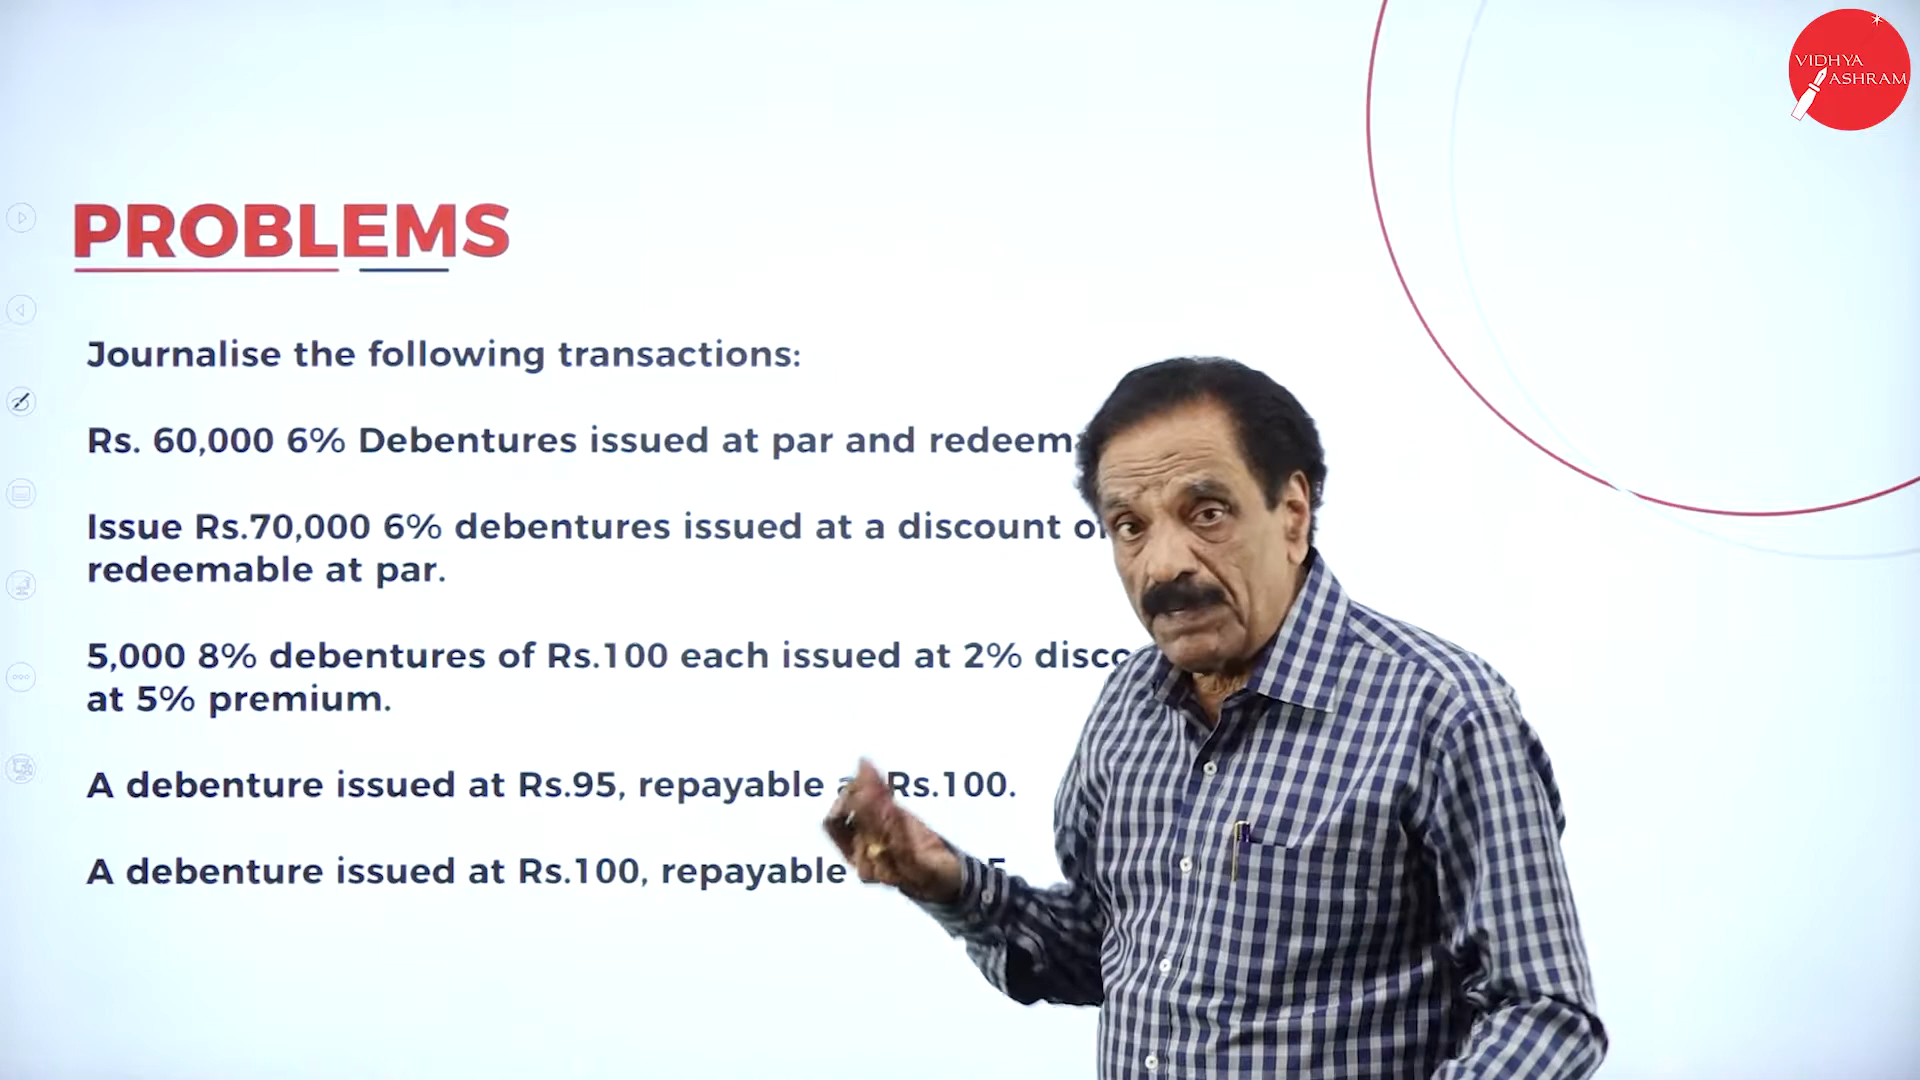 VIDHYA
ASHRAM
PROBLEMS
Journalise the following transactions:
Rs. 60,000 6% Debentures issued at par and
Issue Rs.70,000 6% debentures issued at a discount
redeemable at par.
5,000 8% debentures of Rs.100 each issued at 2%
at 5% premium.
A debenture issued at Rs.95, repayable Rs.100.
A debenture issued at Rs.100, repayable